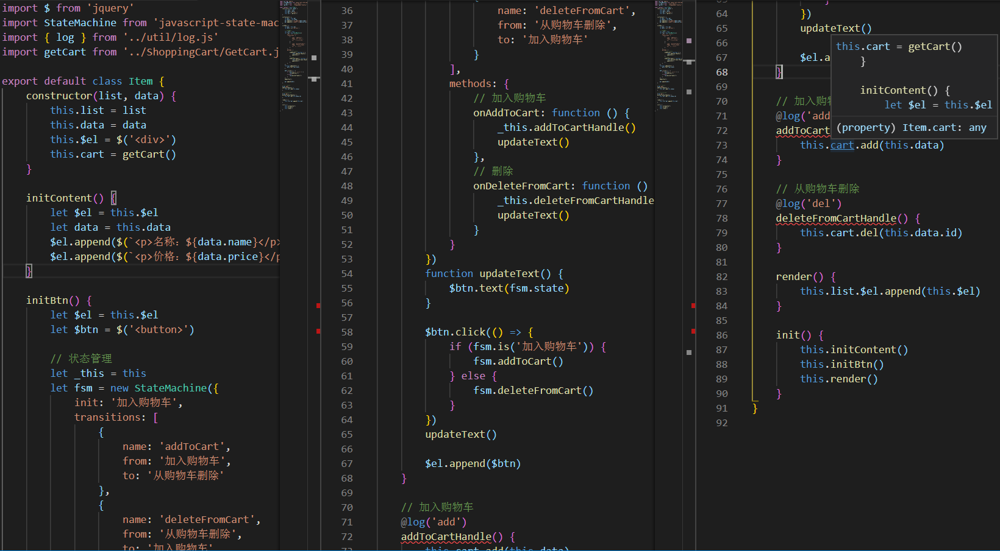 import $ from 'jquery'
import StateMachine from 'javascript-state-mac
import { log } from '../util/log.js'
import getCart from '../ShoppingCart/GetCart.j
export default class Item {
constructor(list, data) {
this.list = list
this.data = data
this.$el = $('<div>')
this.cart = getCart()
}
initContent() {
let $el = this.$el
let data = this.data
$el.append($(`<p>名称: ${data.name}</p>
$el.append($(`<p>价格: ${data.price}</p
}
initBtn() {
let $el = this.$el
let $btn = $('<button>')
// 状态管理
let _this = this
let fsm = new StateMachine({
init: '加入购物车',
transitions: [
{
name: 'addToCart',
from: '加入购物车',
to: '从购物车删除'
},
{
name: 'deleteFromCart',
from: '从购物车删除',
to: '加入购物车'
36 name: 'deleteFromCart',
37 from: '从购物车删除',
38 to: '加入购物车'
39 }
40 ],
41 methods: {
42 // 加入购物车
43 onAddToCart: function () {
44 _this.addToCartHandle()
45 updateText()
46 },
47 // 删除
48 onDeleteFromCart: function ()
49 _this.deleteFromCartHandle
50 updateText()
51 }
52 }
53 })
54 function updateText() {
55 $btn.text(fsm.state)
56 }
57
58 $btn.click(() => {
59 if (fsm.is('加入购物车')) {
60 fsm.addToCart()
61 } else {
62 fsm.deleteFromCart()
63 }
64 })
65 updateText()
66
67 $el.append($btn)
68 }
69
70 // 加入购物车
71 @log('add')
72 addToCartHandle() {
73 this.cart.add(this.data)
63 }
64 })
65 updateText()
66
67 $el.a
68 }
69
70 // 加入购
71 @log('add
72 addToCart
73 this.cart.add(this.data)
74 }
75
76 // 从购物车删除
77 @log('del')
78 deleteFromCartHandle() {
79 this.cart.del(this.data.id)
80 }
81
82 render() {
83 this.list.$el.append(this.$el)
84 }
85
86 init() {
87 this.initContent()
88 this.initBtn()
89 this.render()
90 }
91 }
92
this.cart = getCart()
}
initContent() {
let $el = this.$el
(property) Item.cart: any